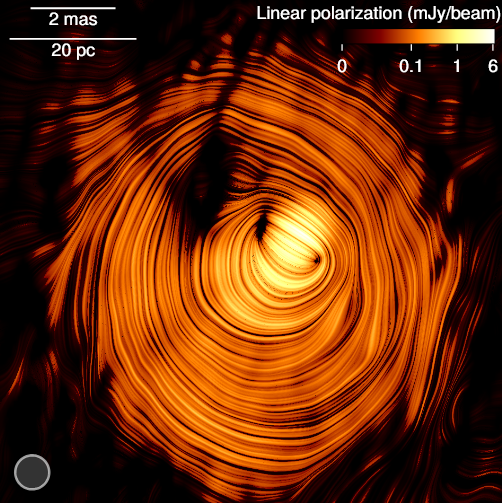 Linear polarization (mJy/beam)
2 mas
20 pc
0 0.1 1 6